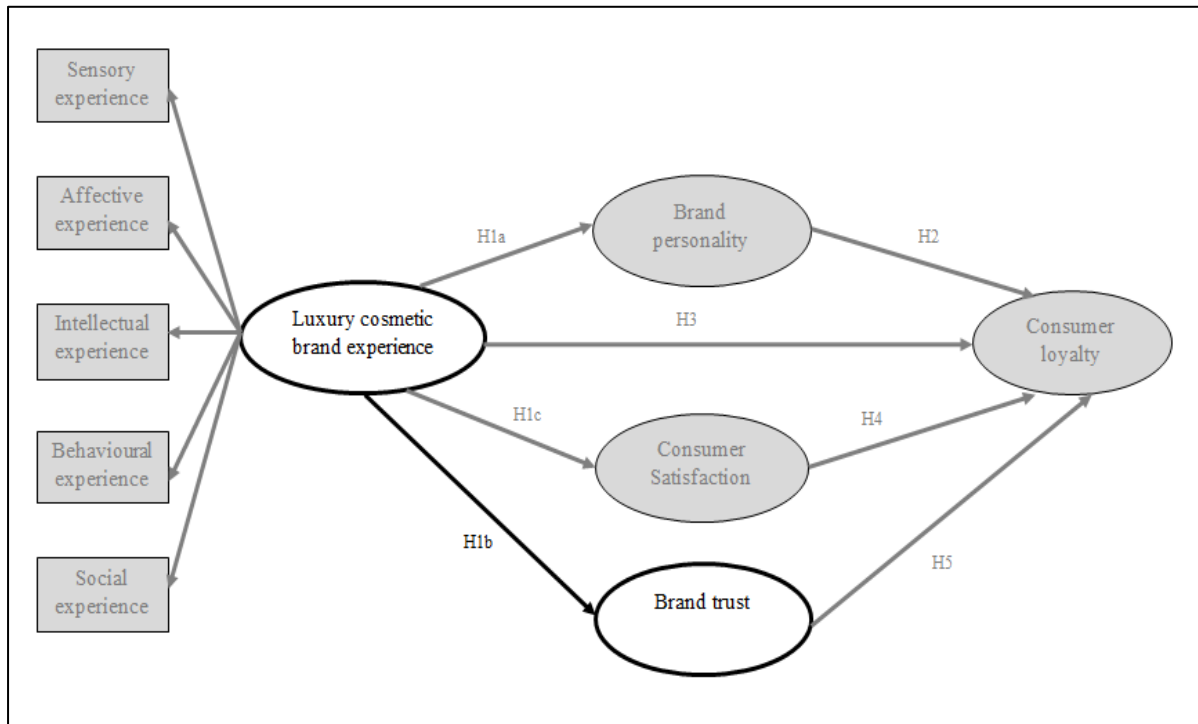 Sensory
experience
Affective
experience
Intellectual
experience
Behavioural
experience
Social
experience
Luxury cosmetic
brand experience
H1a
H3
H1c
H1b
Brand
personality
Consumer
Satisfaction
Brand trust
H2
H4
H5
Consumer
loyalty